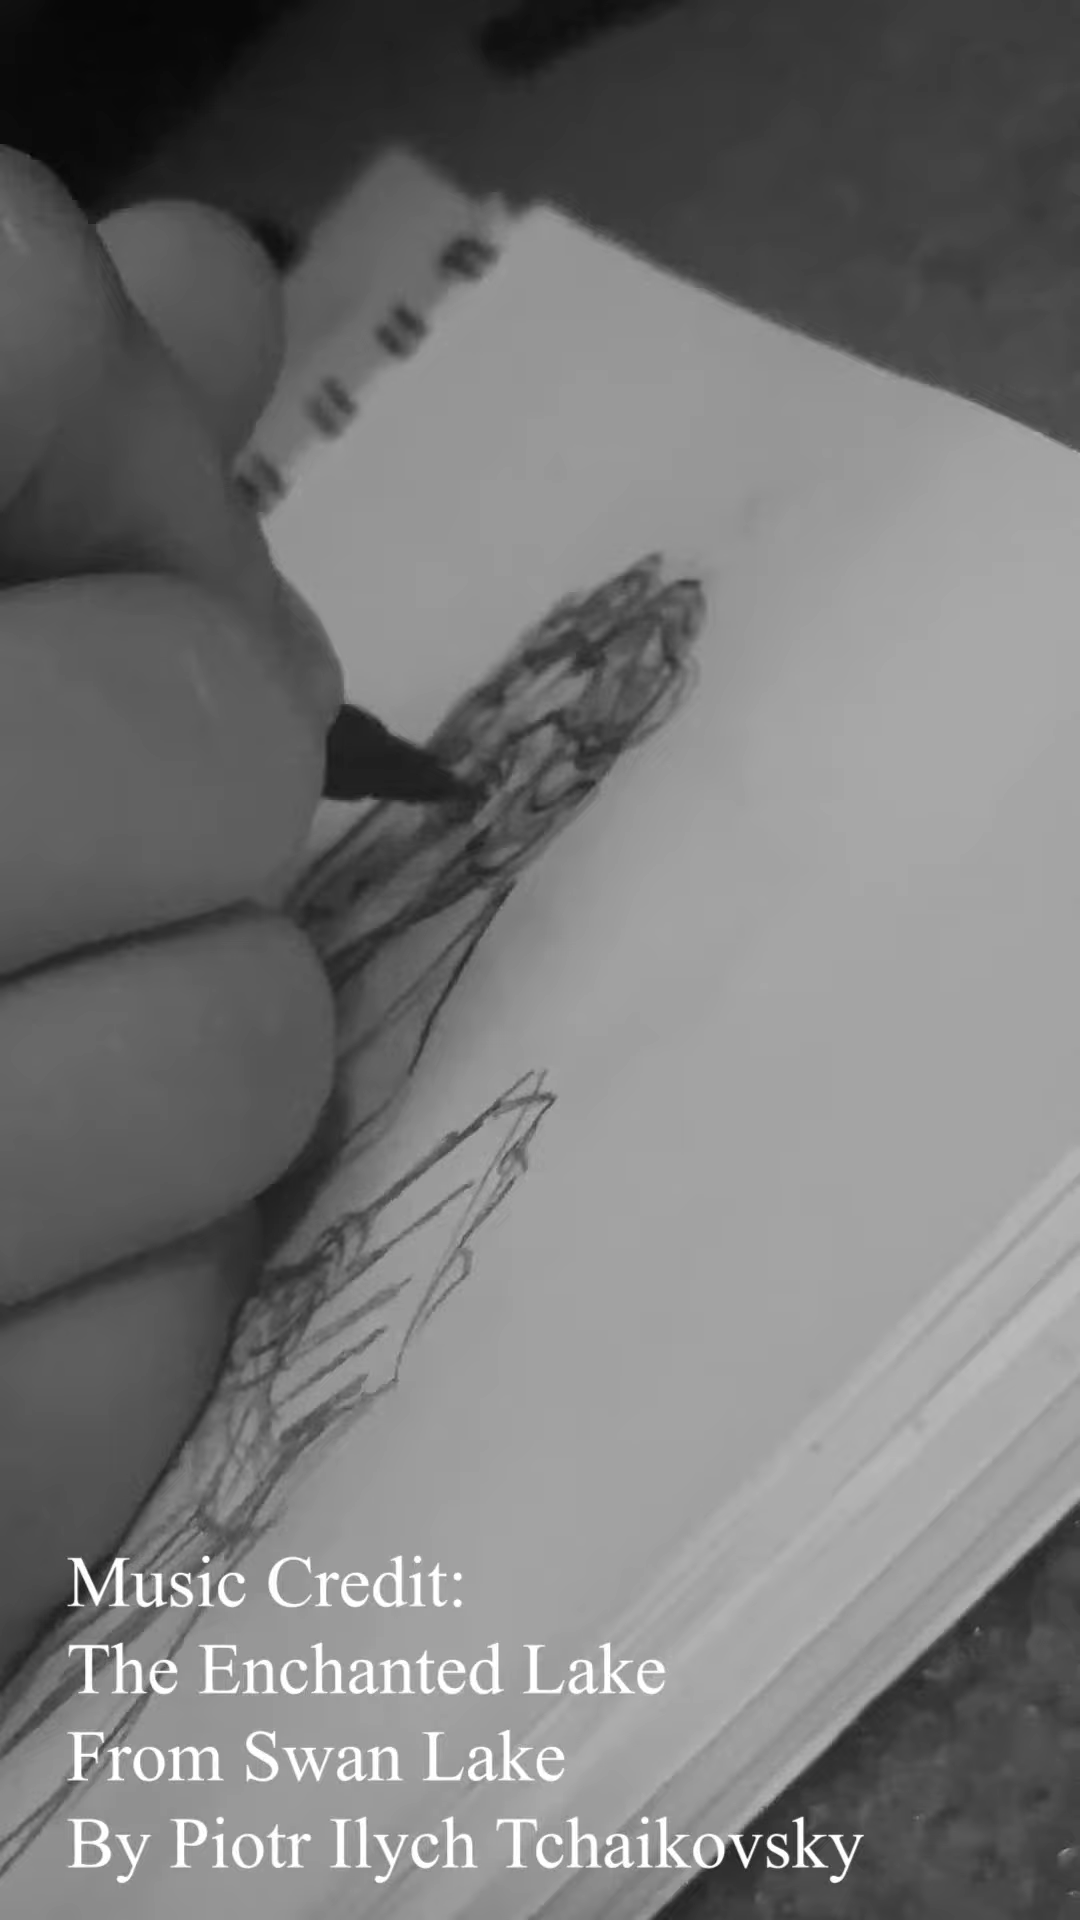 Music Credit:
The Enchanted Lake
From Swan Lake
By Piotr Ilych Tchaikovsky